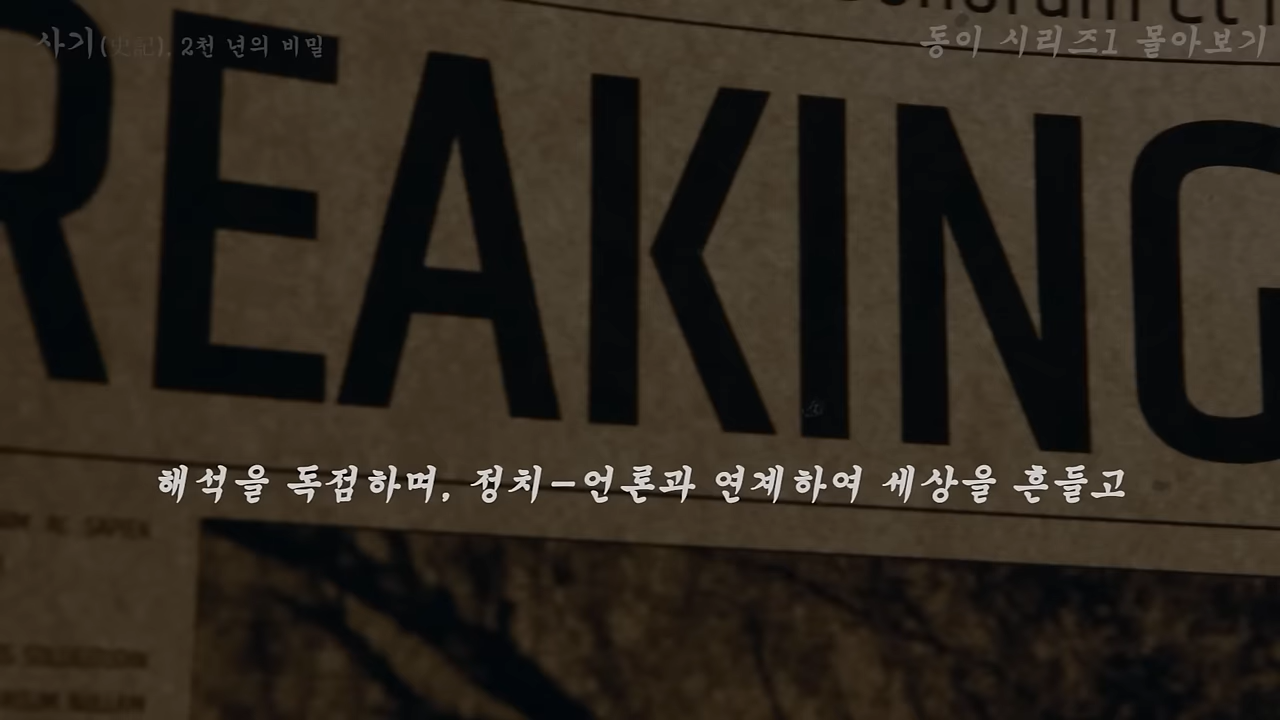 사기(史記), 2천 년의 비밀
동이 시리즈1 몰아보기
REAKING
해석을 독점하며, 정치-언론과 연계하여 세상을 흔들고